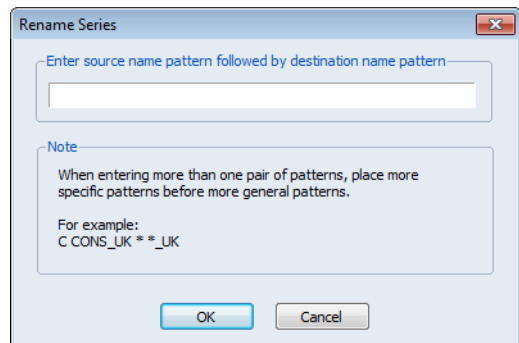 Rename Series
Enter source name pattern followed by destination name pattern
Note
When entering more than one pair of patterns, place more
specific patterns before more general patterns.
For example:
C CONS_UK * *_UK
OK
Cancel